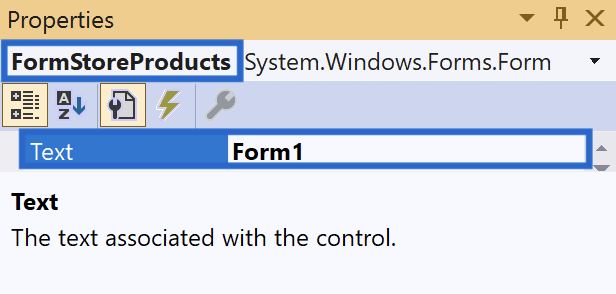 Properties
FormStoreProducts System.Windows.Forms.Form
A
Z
Text Form1
Text
The text associated with the control.